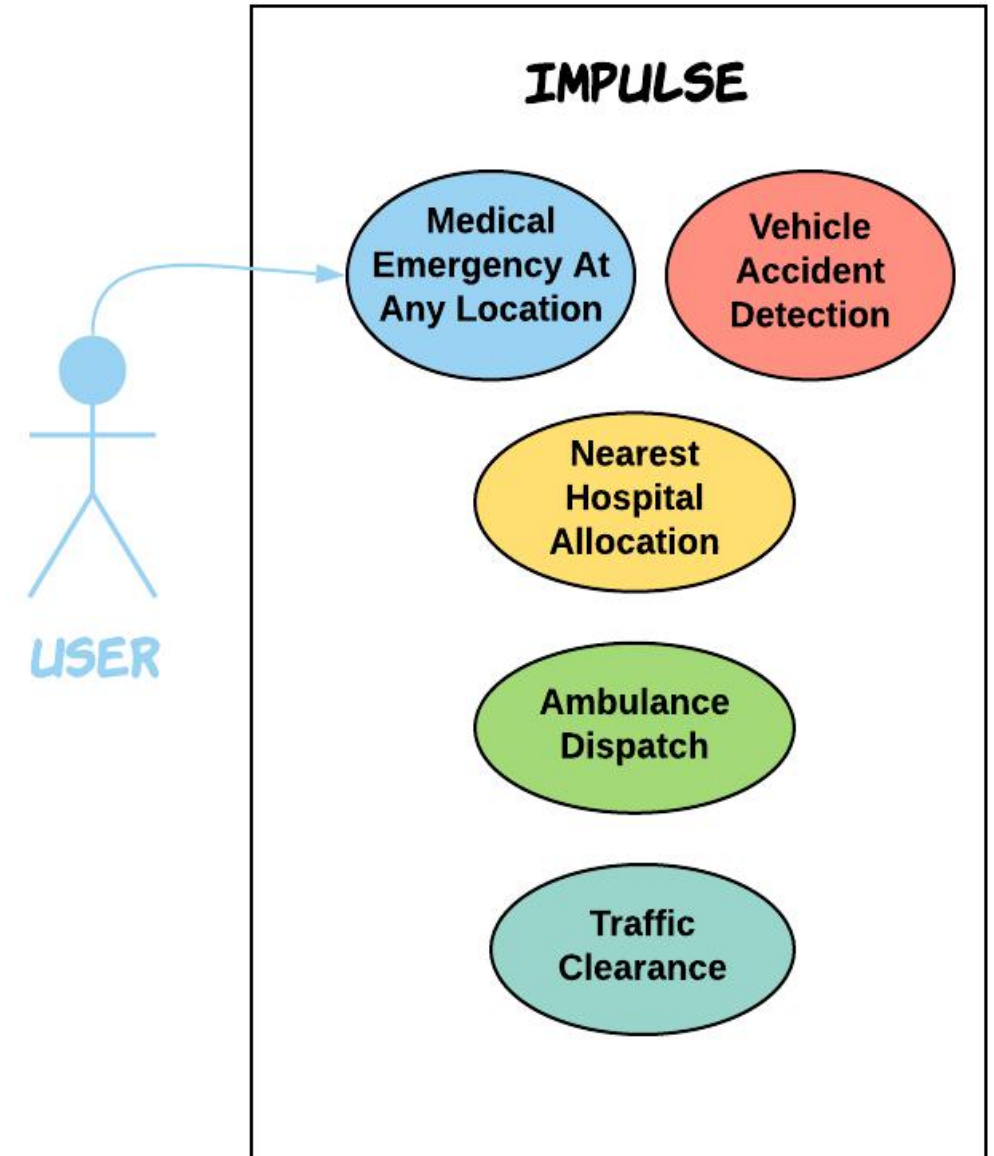 IMPULSE
Medical
Emergency At
Any Location
Vehicle
Accident
Detection
Nearest
Hospital
Allocation
USER
Ambulance
Dispatch
Traffic
Clearance